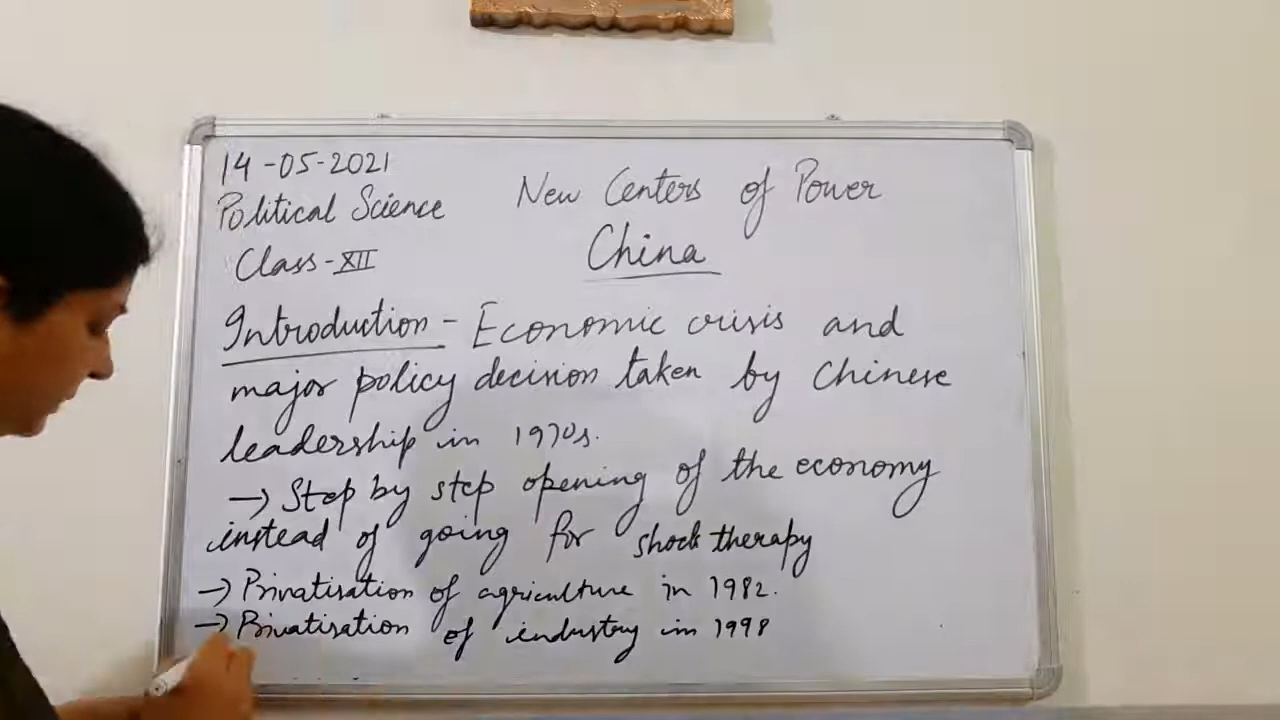 14-05-2021
Political Science
Class-XII
New Centers of Power
China
Introduction - Economic crisis and
major policy decision taken by Chinese
leadership in 1970s.
→ Step by step opening of the economy
instead of going for shock therapy
→ Privatisation of agriculture in 1982.
→ Privatisation of industry in 1998